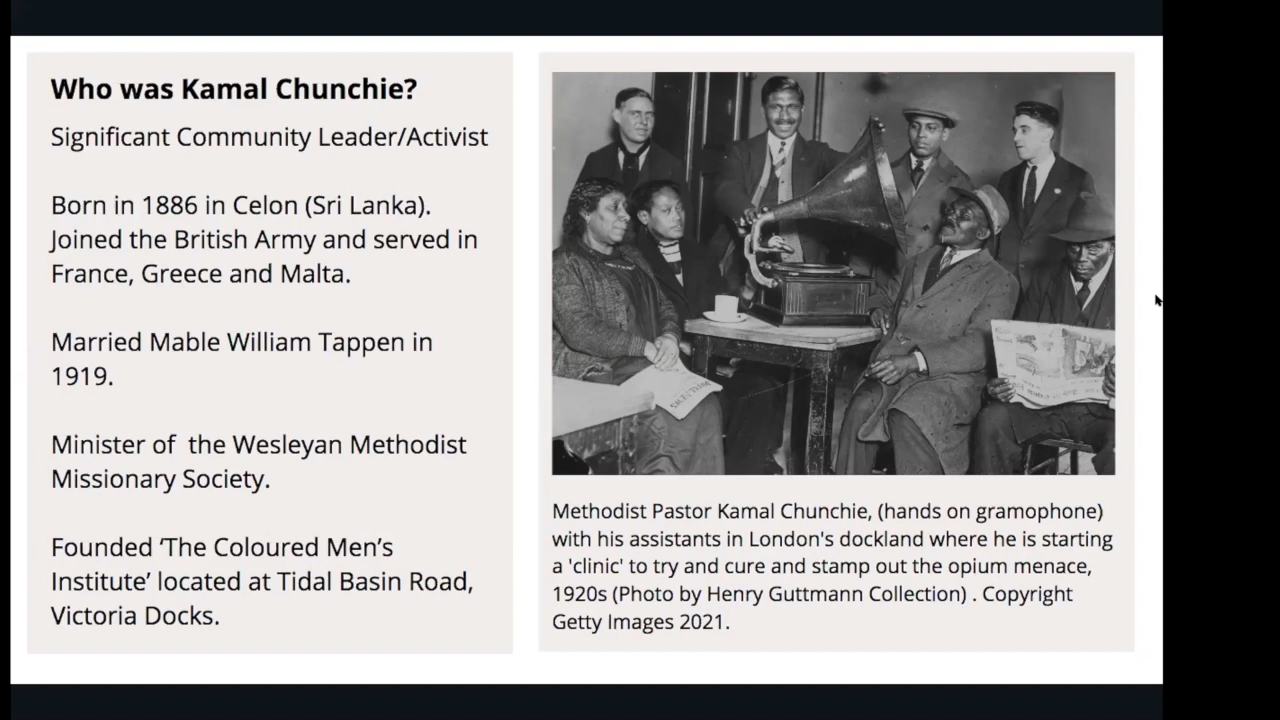 Who was Kamal Chunchie?
Significant Community Leader/Activist
Born in 1886 in Celon (Sri Lanka).
Joined the British Army and served in
France, Greece and Malta.
Married Mable William Tappen in
1919.
Minister of  the Wesleyan Methodist
Missionary Society.
Founded ‘The Coloured Men’s
Institute’ located at Tidal Basin Road,
Victoria Docks.
Methodist Pastor Kamal Chunchie, (hands on gramophone)
with his assistants in London's dockland where he is starting
a 'clinic' to try and cure and stamp out the opium menace,
1920s (Photo by Henry Guttmann Collection) . Copyright
Getty Images 2021.